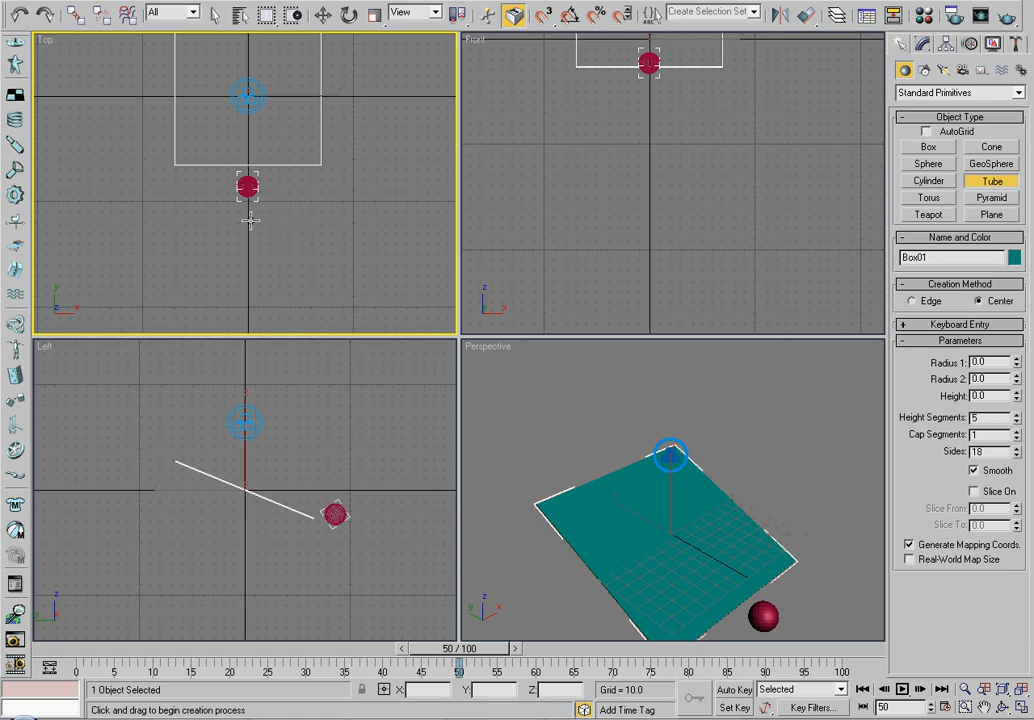 All
View
Create Selection Set
Top
Front
Left
Perspective
y
x
z
z
x
y
z
y
z
x
Standard Primitives
- Object Type
AutoGrid
Box Cone
Sphere GeoSphere
Cylinder Tube
Torus Pyramid
Teapot Plane
- Name and Color
Box01
- Creation Method
Edge Center
+ Keyboard Entry
- Parameters
Radius 1: 0.0
Radius 2: 0.0
Height: 0.0
Height Segments: 5
Cap Segments: 1
Sides: 18
Smooth
Slice On
Slice From: 0.0
Slice To: 0.0
Generate Mapping Coords.
Real-World Map Size
< 50 / 100 >
0 5 10 15 20 25 30 35 40 45 50 55 60 65 70 75 80 85 90 95 100
1 Object Selected X: Y: Z: Grid = 10.0 Auto Key Selected
Click and drag to begin creation process Add Time Tag Set Key Key Filters... 50